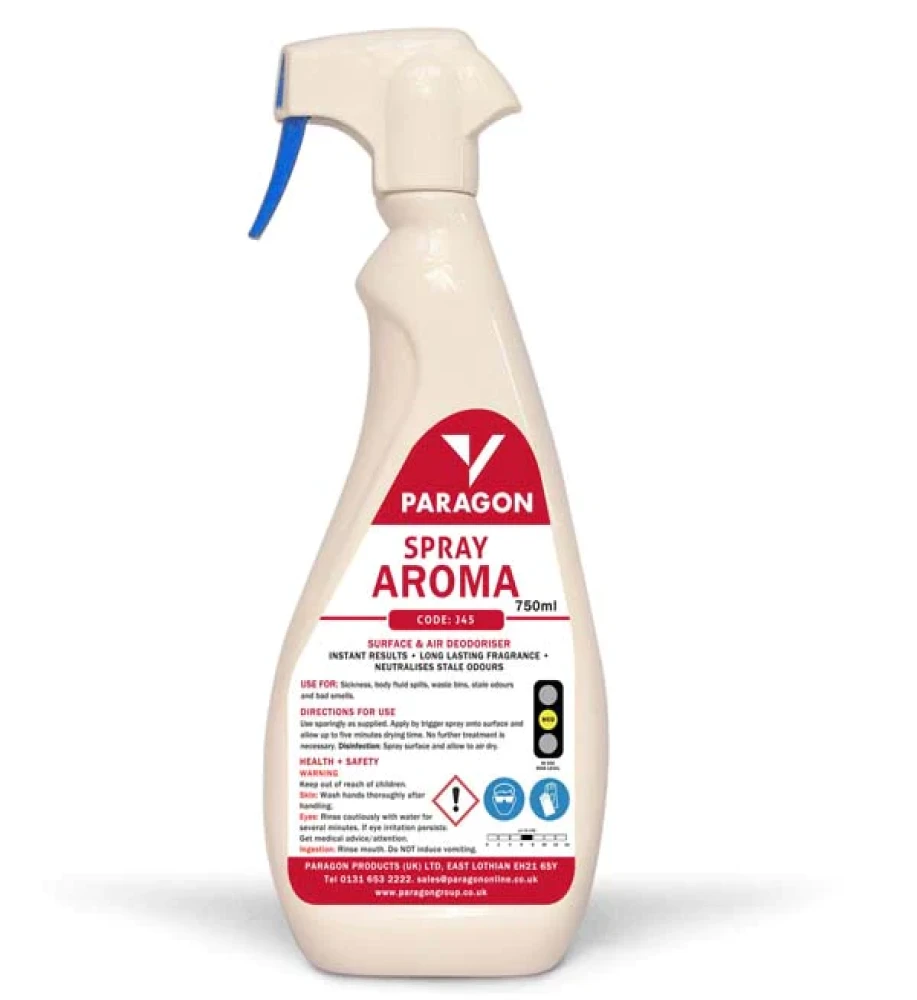 PARAGON
SPRAY
AROMA
750ml
CODE: J45
SURFACE & AIR DEODORISER
INSTANT RESULTS + LONG LASTING FRAGRANCE +
NEUTRALISES STALE ODOURS
USE FOR: Sickness, body fluid spills, waste bins, stale odours
and bad smells.
DIRECTIONS FOR USE
Use sparingly as supplied. Apply by trigger spray onto surface and
allow up to five minutes drying time. No further treatment is
necessary. Disinfection: Spray surface and allow to air dry.
MED
IN USE
RISK LEVEL
HEALTH + SAFETY
WARNING
Keep out of reach of children.
Skin: Wash hands thoroughly after
handling.
Eyes: Rinse cautiously with water for
several minutes. If eye irritation persists:
Get medical advice/attention.
Ingestion: Rinse mouth. Do NOT induce vomiting.
PARAGON PRODUCTS (UK) LTD, EAST LOTHIAN EH21 6SY
Tel 0131 653 2222. sales@paragononline.co.uk
www.paragongroup.co.uk